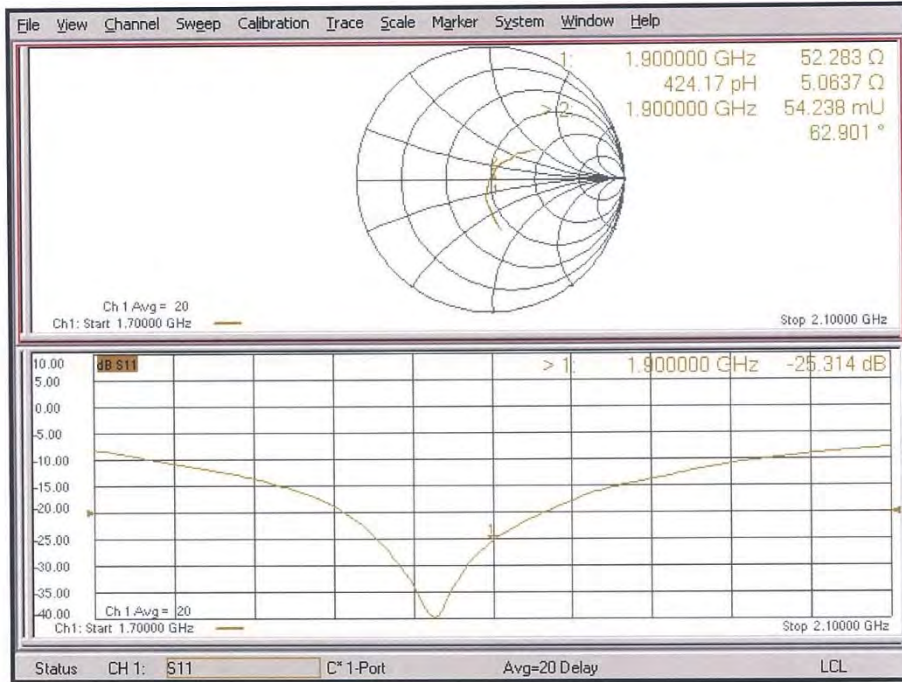 File View Channel Sweep Calibration Trace Scale Marker System Window Help
1: 1.900000 GHz 52.283 Ω
424.17 pH 5.0637 Ω
> 2: 1.900000 GHz 54.238 mU
62.901 °
Ch 1 Avg = 20
Ch1: Start 1.70000 GHz
Stop 2.10000 GHz
10.00
dB S11
> 1: 1.900000 GHz -25.314 dB
5.00
0.00
-5.00
-10.00
-15.00
-20.00
1
-25.00
-30.00
-35.00
-40.00
Ch 1 Avg = 20
Ch1: Start 1.70000 GHz
Stop 2.10000 GHz
Status CH 1: S11 C* 1-Port Avg=20 Delay LCL